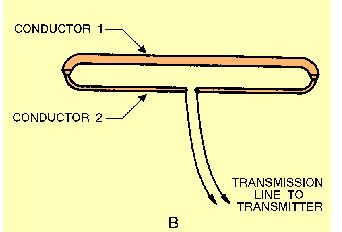 CONDUCTOR 1
CONDUCTOR 2
TRANSMISSION
LINE TO
TRANSMITTER
B